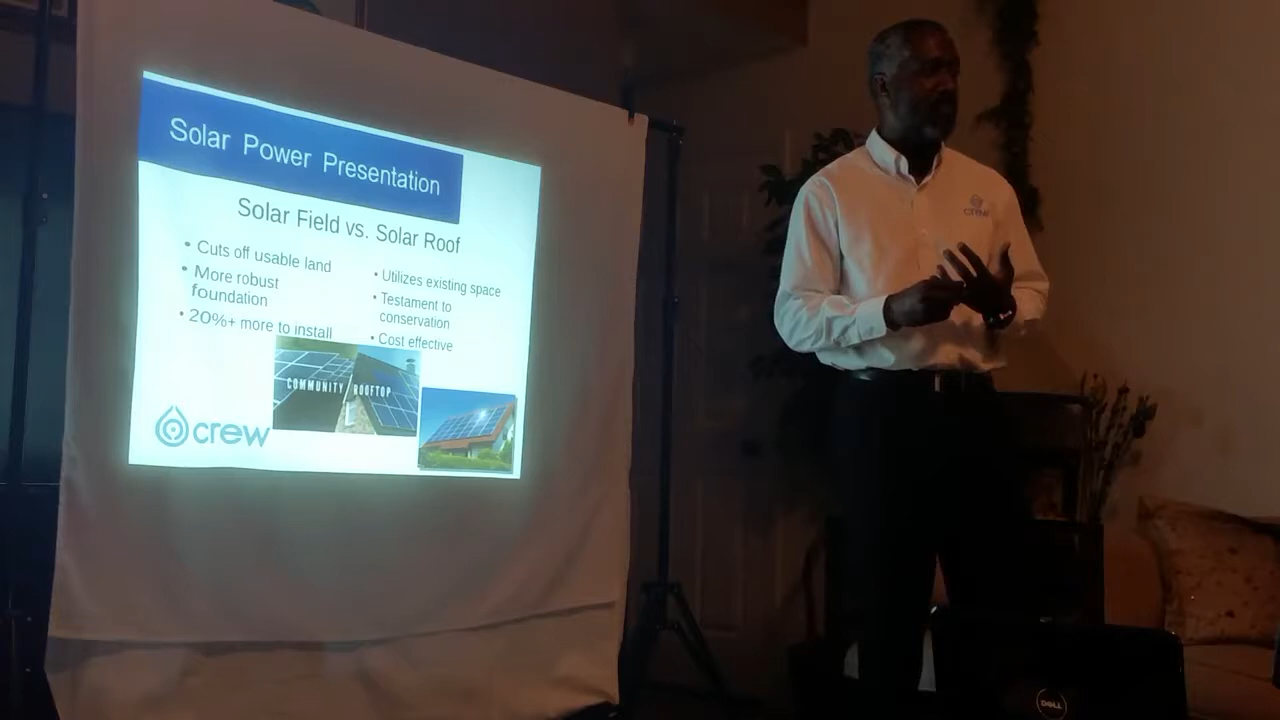 Solar Power Presentation
Solar Field vs. Solar Roof
• Cuts off usable land
• More robust
foundation
• 20%+ more to install
• Utilizes existing space
• Testament to
conservation
• Cost effective
COMMUNITY ROOFTOP
crew
crew
DELL